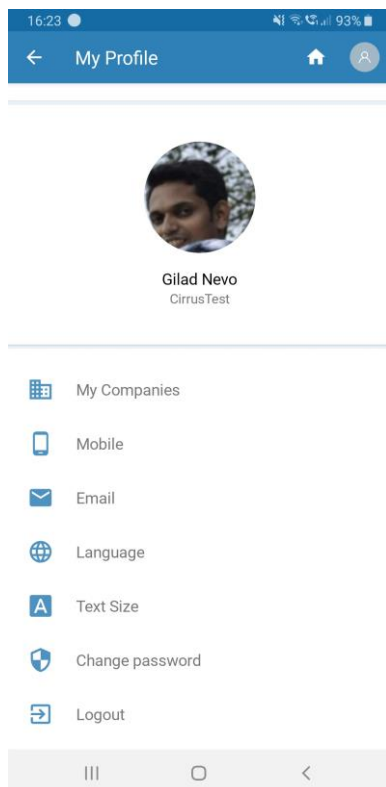 16:23 93%
My Profile
Gilad Nevo
CirrusTest
My Companies
Mobile
Email
Language
A Text Size
Change password
Logout